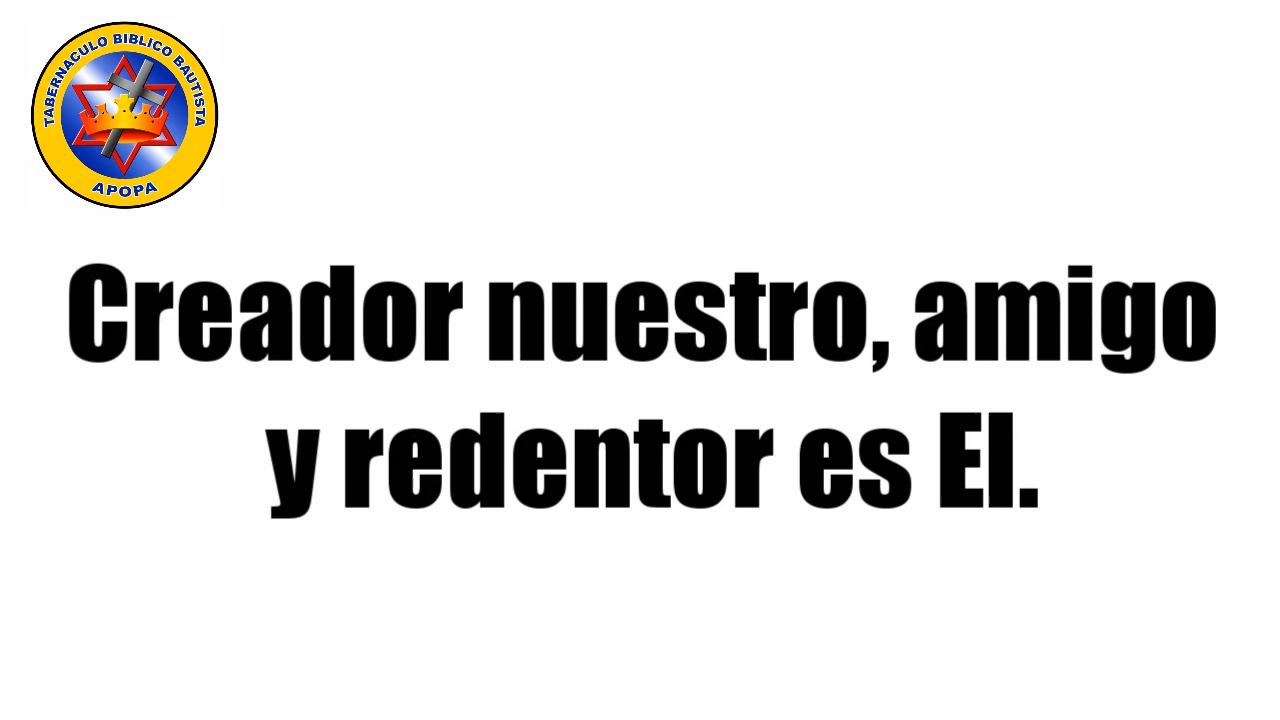 TABERNACULO BIBLICO BAUTISTA
APOPA
Creador nuestro, amigo
y redentor es El.